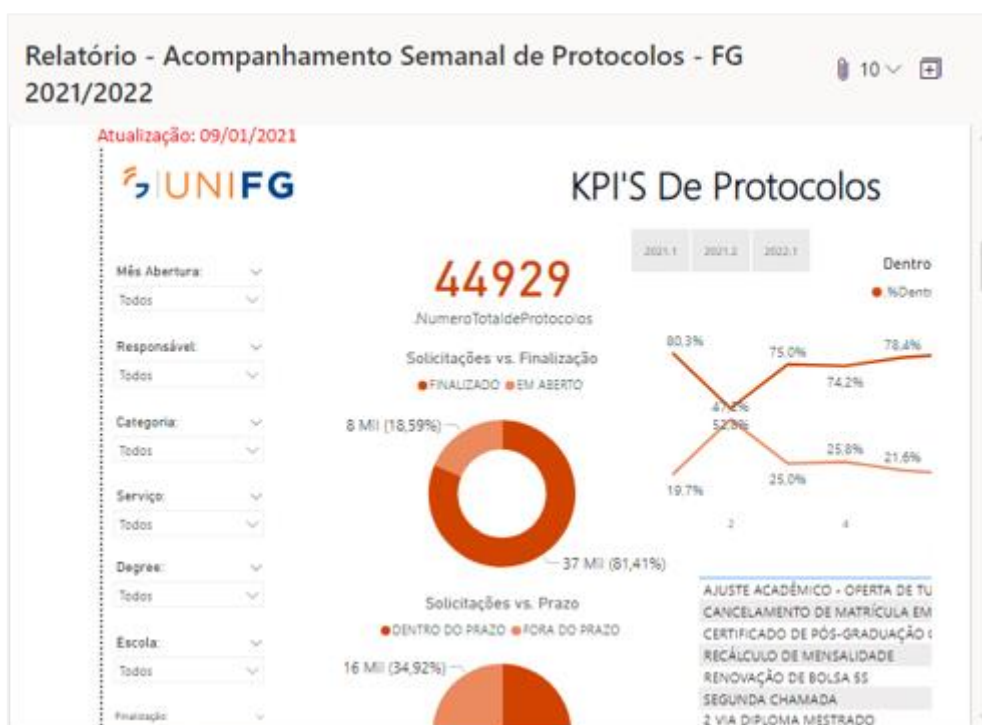 Relatório - Acompanhamento Semanal de Protocolos - FG
2021/2022
10
Atualização: 09/01/2021
UNIFG
KPI'S De Protocolos
Mês Abertura:
Todos
Responsável:
Todos
Categoria:
Todos
Serviço:
Todos
Degree:
Todos
Escola:
Todos
Finalização:
44929
.NumeroTotaldeProtocolos
Solicitações vs. Finalização
FINALIZADO EM ABERTO
8 Mil (18,59%)
37 Mil (81,41%)
Solicitações vs. Prazo
DENTRO DO PRAZO FORA DO PRAZO
16 Mil (34,92%)
2021.1 2021.2 2022.1
Dentro
.%Dentr
80,3%
47,2%
75,0%
74,2%
78,4%
19,7%
52,8%
25,0%
25,8%
21,6%
2 4
AJUSTE ACADÊMICO - OFERTA DE TU
CANCELAMENTO DE MATRÍCULA EM
CERTIFICADO DE PÓS-GRADUAÇÃO
RECÁLCULO DE MENSALIDADE
RENOVAÇÃO DE BOLSA
SEGUNDA CHAMADA
2 VIA DIPLOMA MESTRADO